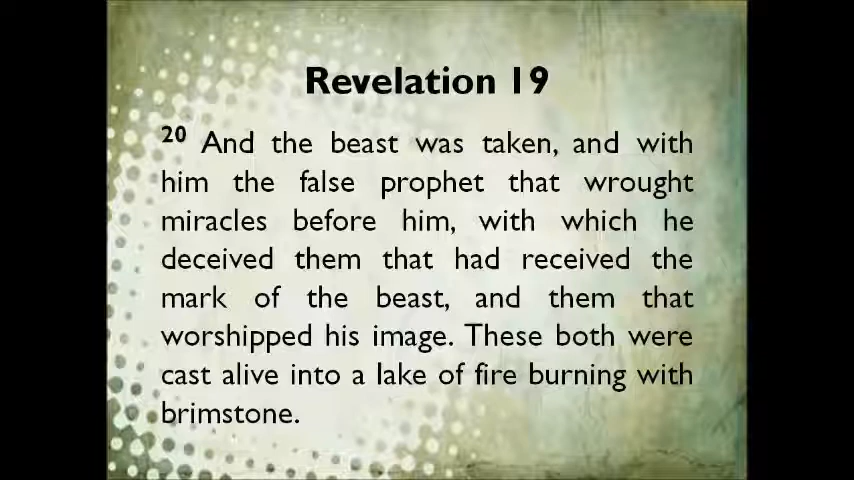 Revelation 19
20 And the beast was taken, and with
him the false prophet that wrought
miracles before him, with which he
deceived them that had received the
mark of the beast, and them that
worshipped his image. These both were
cast alive into a lake of fire burning with
brimstone.